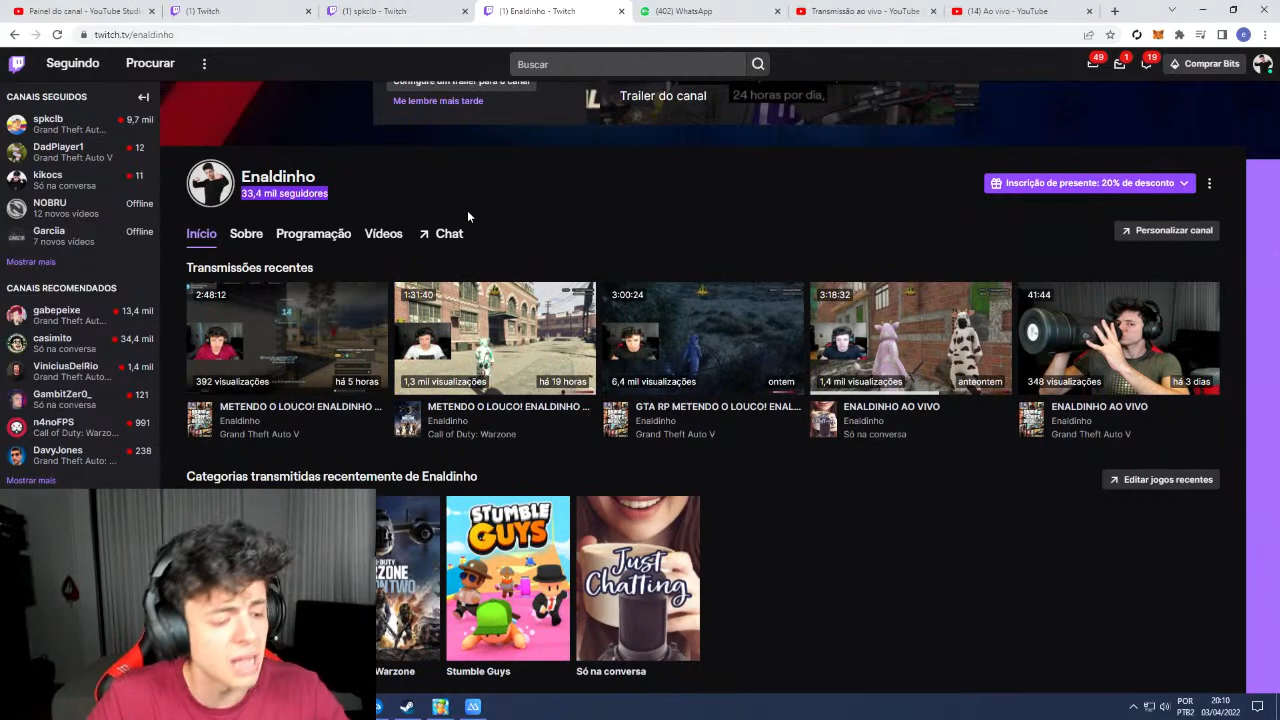 Painel do canal - YouTube Studio
(1) Twitch
(1) spkclb - Twitch
(1) Enaldinho - Twitch
(402) WhatsApp
Transmissão ao vivo - YouTube
(14) Ao vivo - YouTube
twitch.tv/enaldinho
Seguindo
Procurar
Buscar
49
1
19
Comprar Bits
CANAIS SEGUIDOS
spkclb
9,7 mil
Grand Theft Aut...
DadPlayer1
12
Grand Theft Auto V
kikocs
11
Só na conversa
NOBRU
Offline
12 novos vídeos
Garciia
Offline
7 novos vídeos
Mostrar mais
CANAIS RECOMENDADOS
gabepeixe
13,4 mil
Grand Theft Aut...
casimito
34,4 mil
Só na conversa
ViniciusDelRio
1,4 mil
Grand Theft Aut...
GambitZer0_
121
Só na conversa
n4noFPS
991
Call of Duty: Warzo...
DavyJones
238
Grand Theft Auto: ...
Mostrar mais
Configure um trailer para o canal
Me lembre mais tarde
Trailer do canal
24 horas por dia,
Enaldinho
33,4 mil seguidores
Inscrição de presente: 20% de desconto
Início
Sobre
Programação
Vídeos
Chat
Personalizar canal
Transmissões recentes
2:48:12
14
392 visualizações
há 5 horas
METENDO O LOUCO! ENALDINHO ...
Enaldinho
Grand Theft Auto V
1:31:40
1,3 mil visualizações
há 19 horas
METENDO O LOUCO! ENALDINHO ...
Enaldinho
Call of Duty: Warzone
3:00:24
6,4 mil visualizações
ontem
GTA RP METENDO O LOUCO ENAL...
Enaldinho
Grand Theft Auto V
3:18:32
1,4 mil visualizações
anteontem
ENALDINHO AO VIVO
Enaldinho
Só na conversa
41:44
348 visualizações
há 3 dias
ENALDINHO AO VIVO
Enaldinho
Grand Theft Auto V
Categorias transmitidas recentemente de Enaldinho
Editar jogos recentes
DUTY
RZONE
STUMBLE
GUYS
Just
Chatting
Warzone
Stumble Guys
Só na conversa
POR
PTB2
20:10
03/04/2022